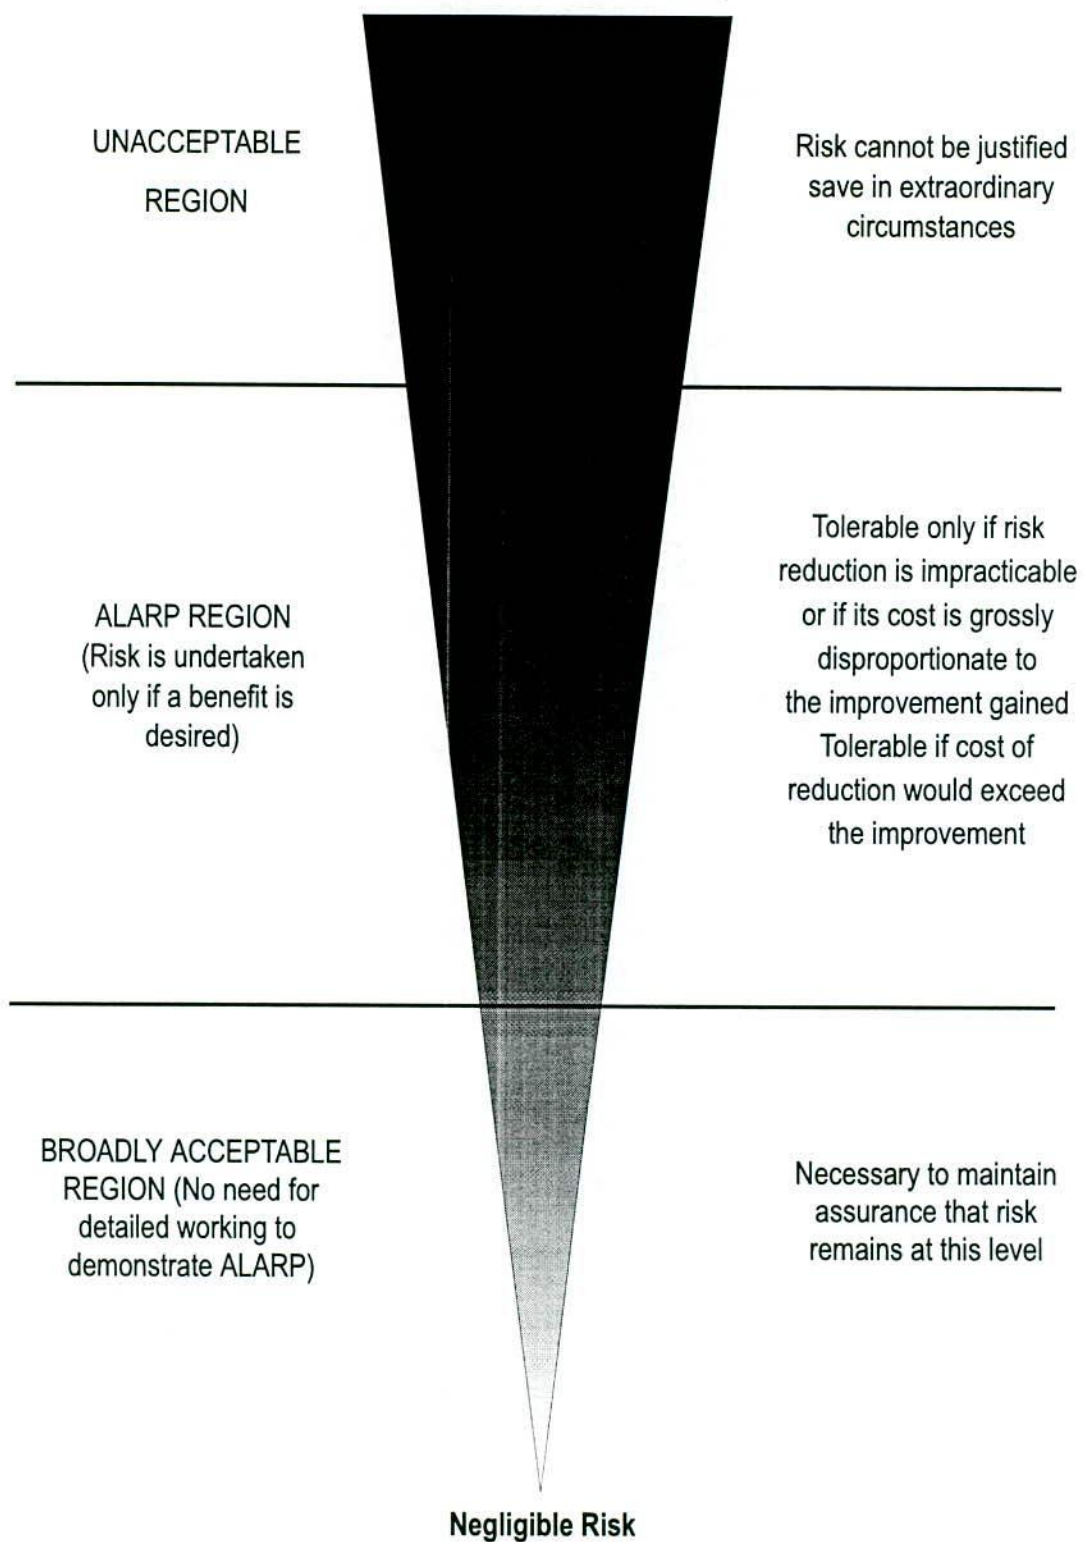 UNACCEPTABLE
REGION
Risk cannot be justified
save in extraordinary
circumstances
ALARP REGION
(Risk is undertaken
only if a benefit is
desired)
Tolerable only if risk
reduction is impracticable
or if its cost is grossly
disproportionate to
the improvement gained
Tolerable if cost of
reduction would exceed
the improvement
BROADLY ACCEPTABLE
REGION (No need for
detailed working to
demonstrate ALARP)
Necessary to maintain
assurance that risk
remains at this level
Negligible Risk